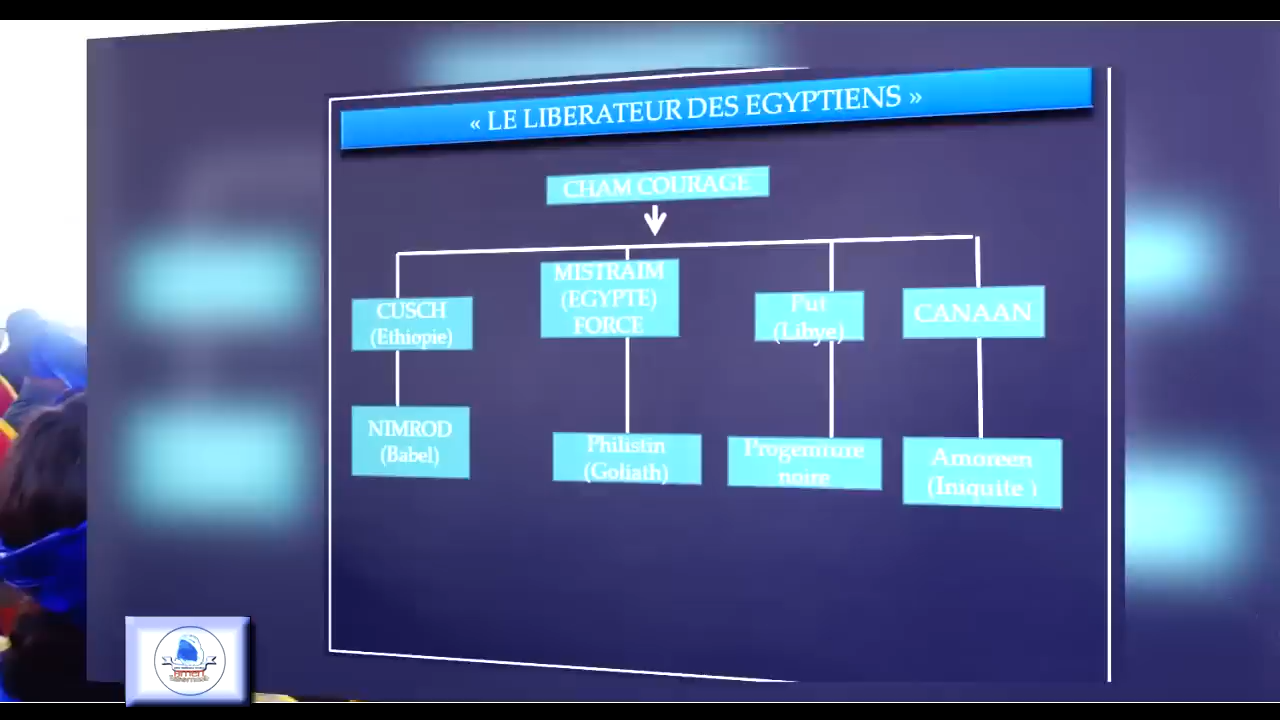 « LE LIBERATEUR DES EGYPTIENS »
CHAM COURAGE
MISTRAIM
(EGYPTE)
FORCE
CUSCH
(Ethiopie)
Put
(Libye)
CANAAN
NIMROD
(Babel)
Philistin
(Goliath)
Progeniture
noire
Amoreen
(Iniquite )